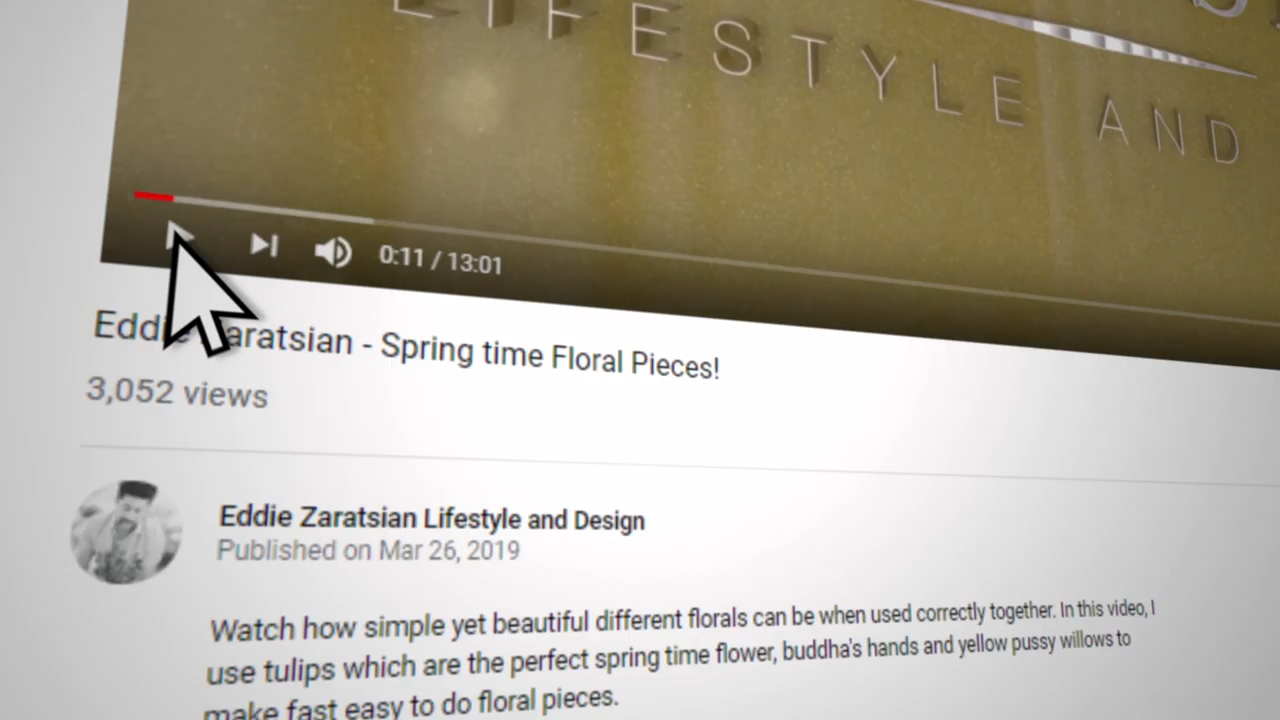 LIFESTYLE AND
0:11 / 13:01
Eddie Zaratsian - Spring time Floral Pieces!
3,052 views
Eddie Zaratsian Lifestyle and Design
Published on Mar 26, 2019
Watch how simple yet beautiful different florals can be when used correctly together. In this video, I
use tulips which are the perfect spring time flower, buddha's hands and yellow pussy willows to
make fast easy to do floral pieces.